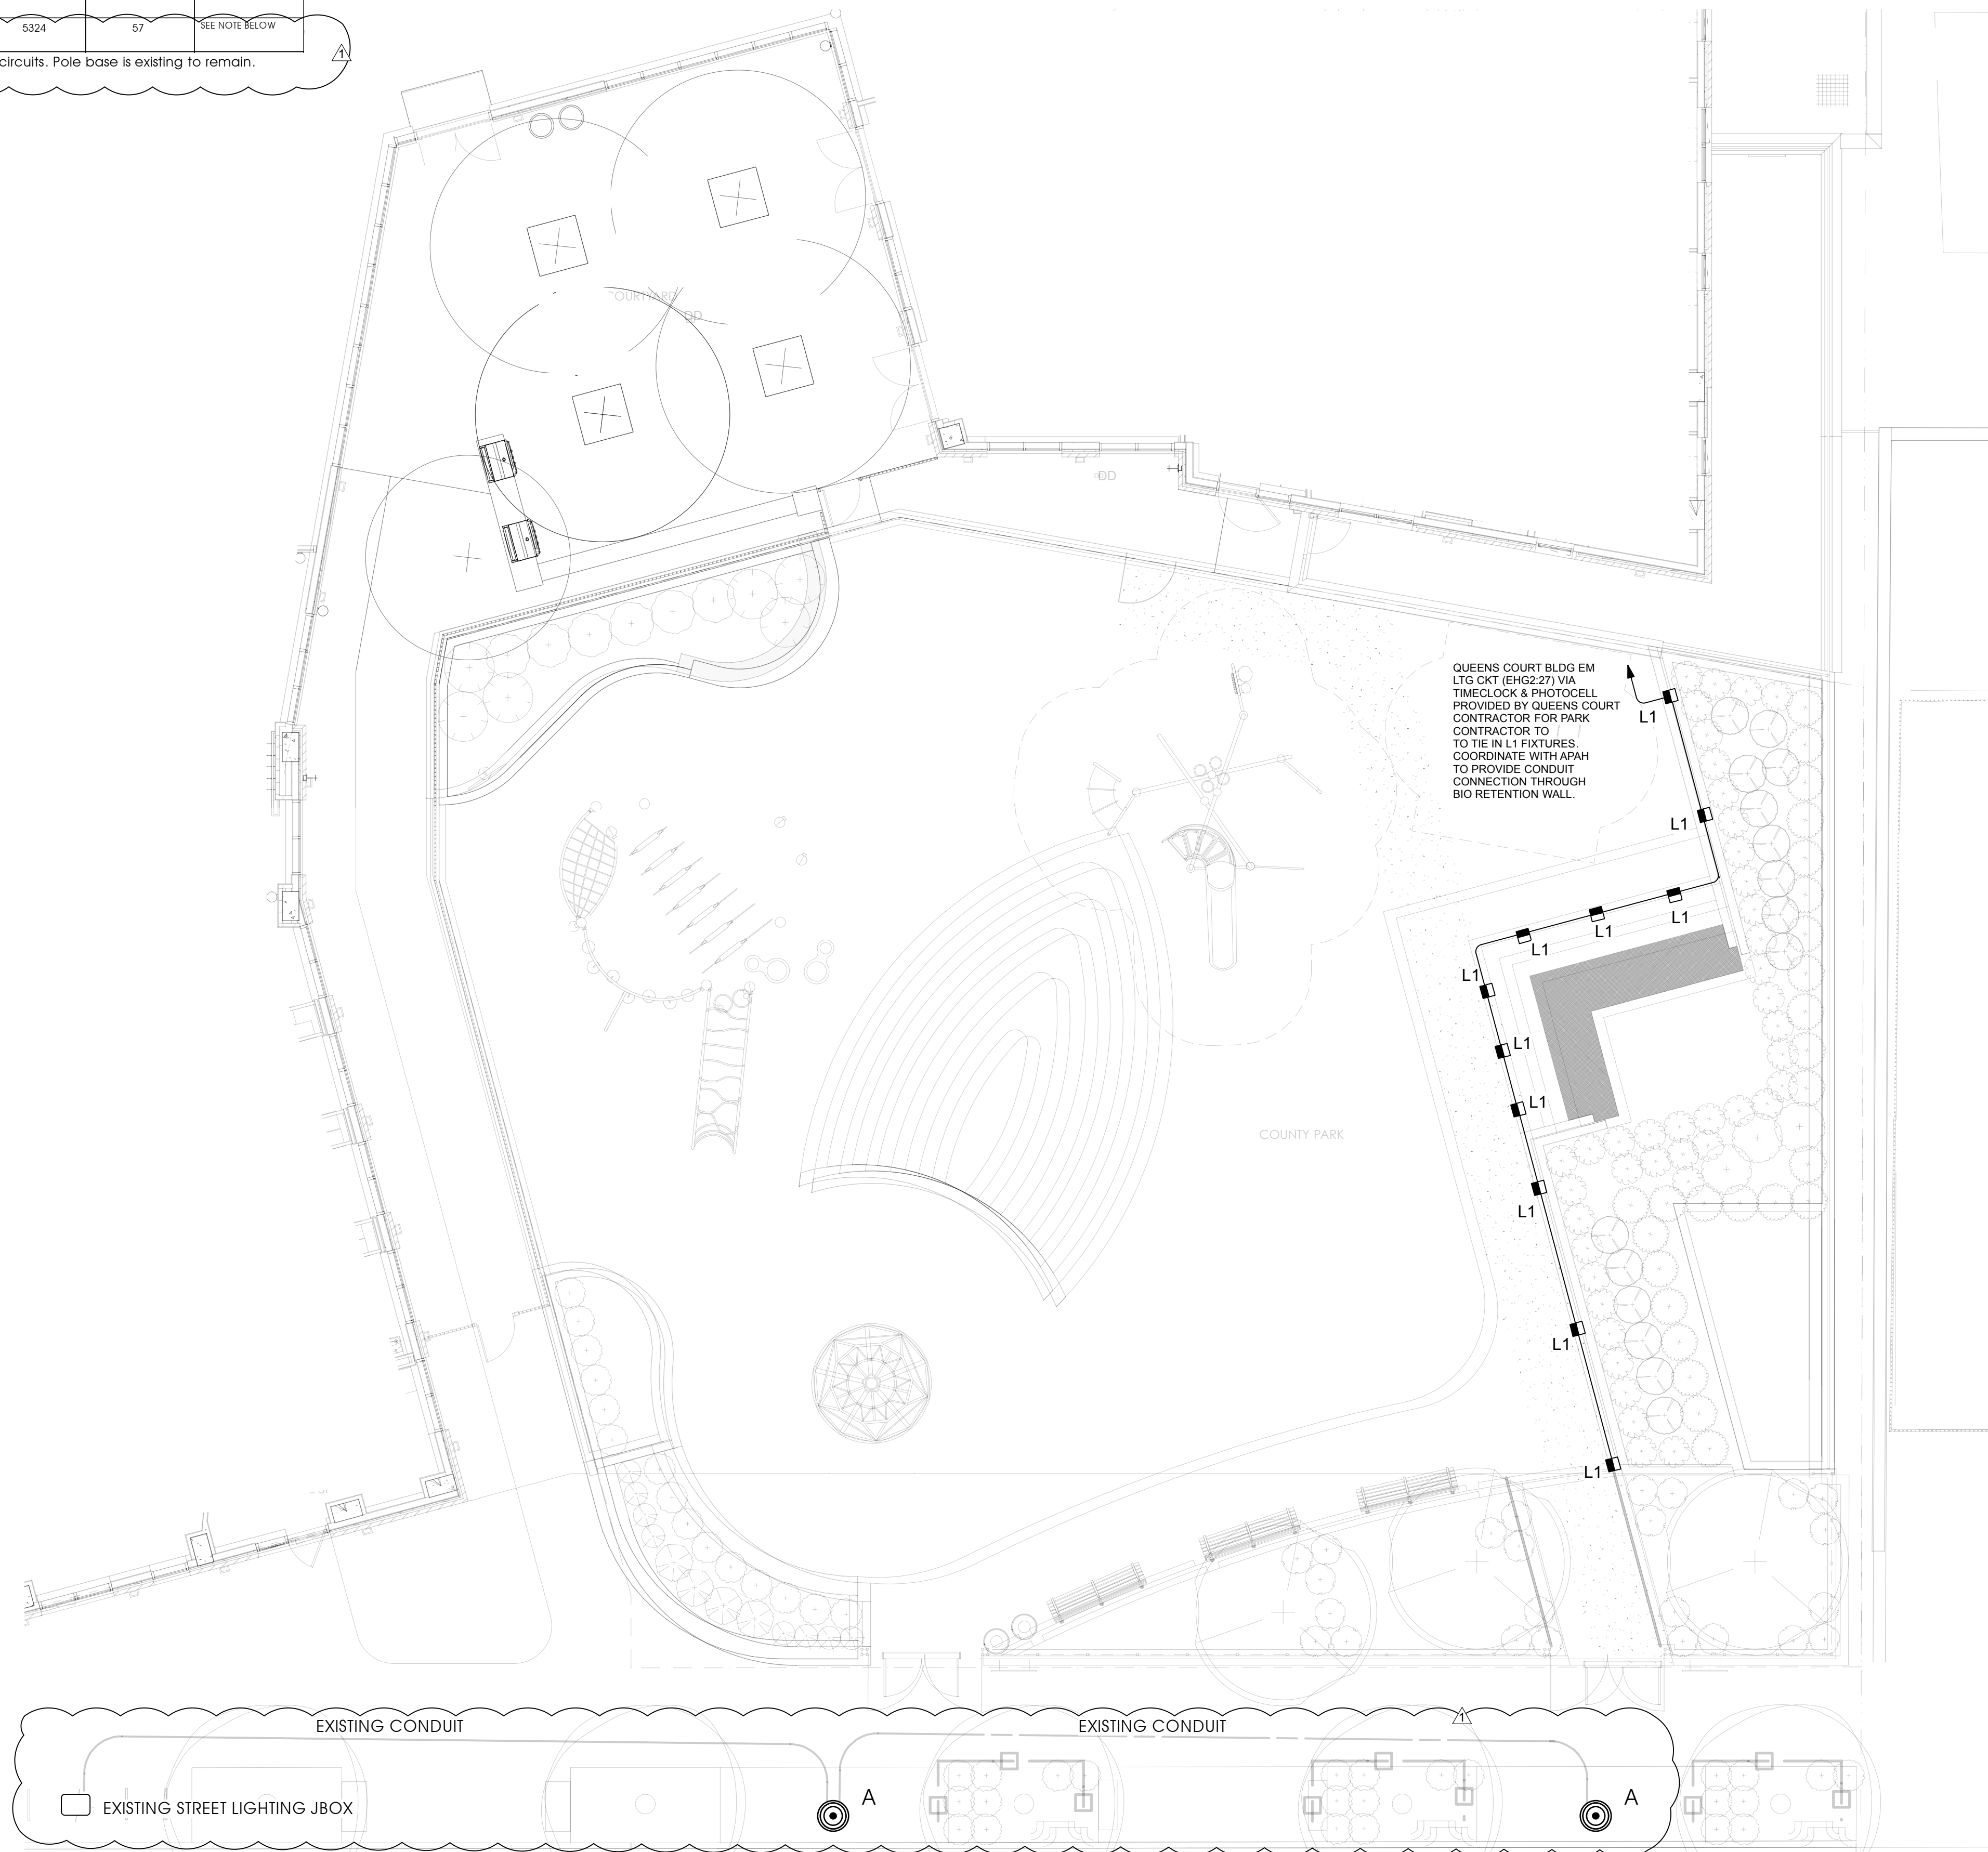 5324 57 SEE NOTE BELOW
circuits. Pole base is existing to remain.
1
DD
DD
QUEENS COURT BLDG EM
LTG CKT (EHG2:27) VIA
TIMECLOCK & PHOTOCELL
PROVIDED BY QUEENS COURT
CONTRACTOR FOR PARK
CONTRACTOR TO
TO TIE IN L1 FIXTURES.
COORDINATE WITH APAH
TO PROVIDE CONDUIT
CONNECTION THROUGH
BIO RETENTION WALL.
L1
L1
L1
L1
L1
L1
L1
L1
L1
L1
L1
COUNTY PARK
EXISTING CONDUIT
EXISTING CONDUIT
1
A
A
EXISTING STREET LIGHTING JBOX